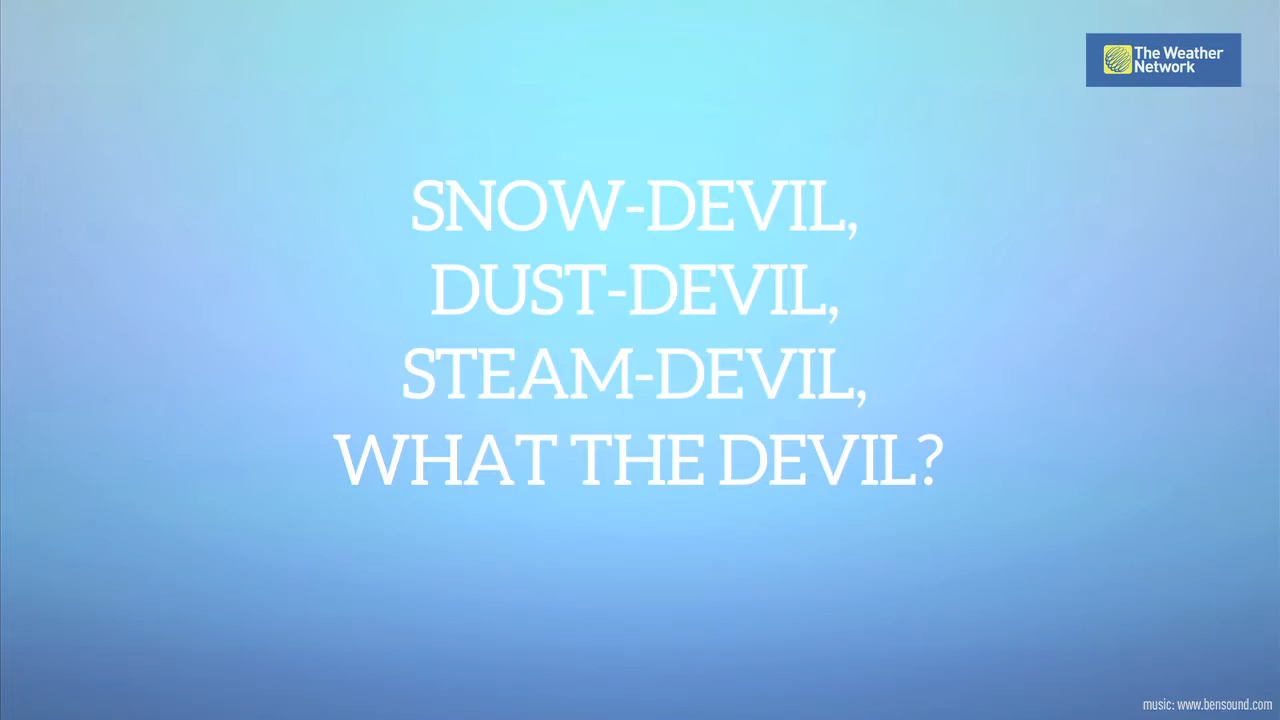 The Weather
Network
SNOW-DEVIL,
DUST-DEVIL,
STEAM-DEVIL,
WHAT THE DEVIL?
music: www.bensound.com